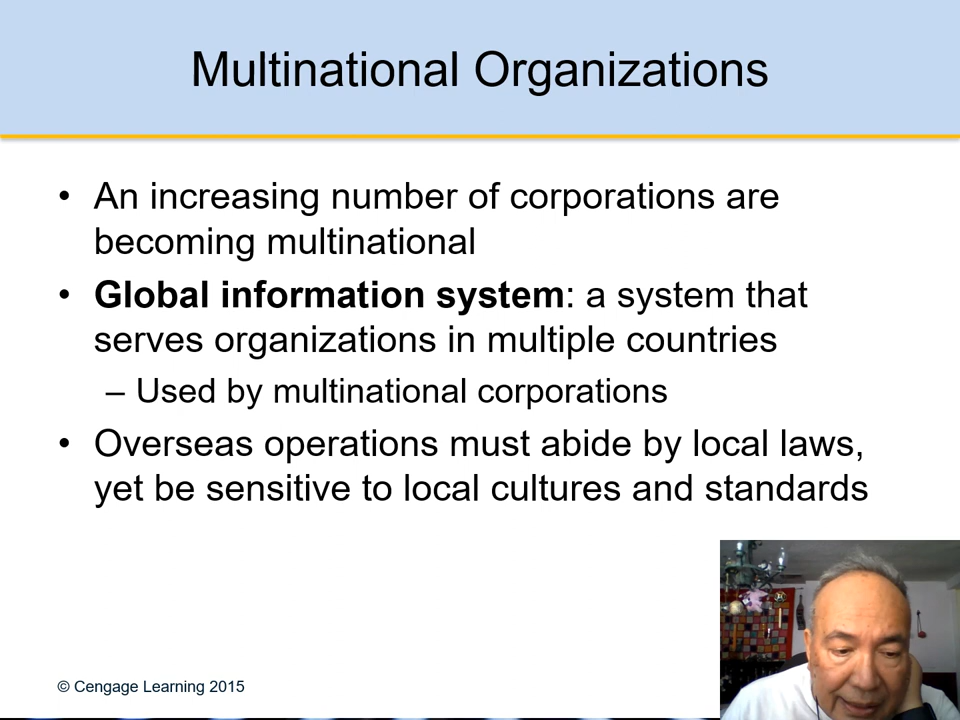 Multinational Organizations
• An increasing number of corporations are
becoming multinational
• Global information system: a system that
serves organizations in multiple countries
– Used by multinational corporations
• Overseas operations must abide by local laws,
yet be sensitive to local cultures and standards
© Cengage Learning 2015